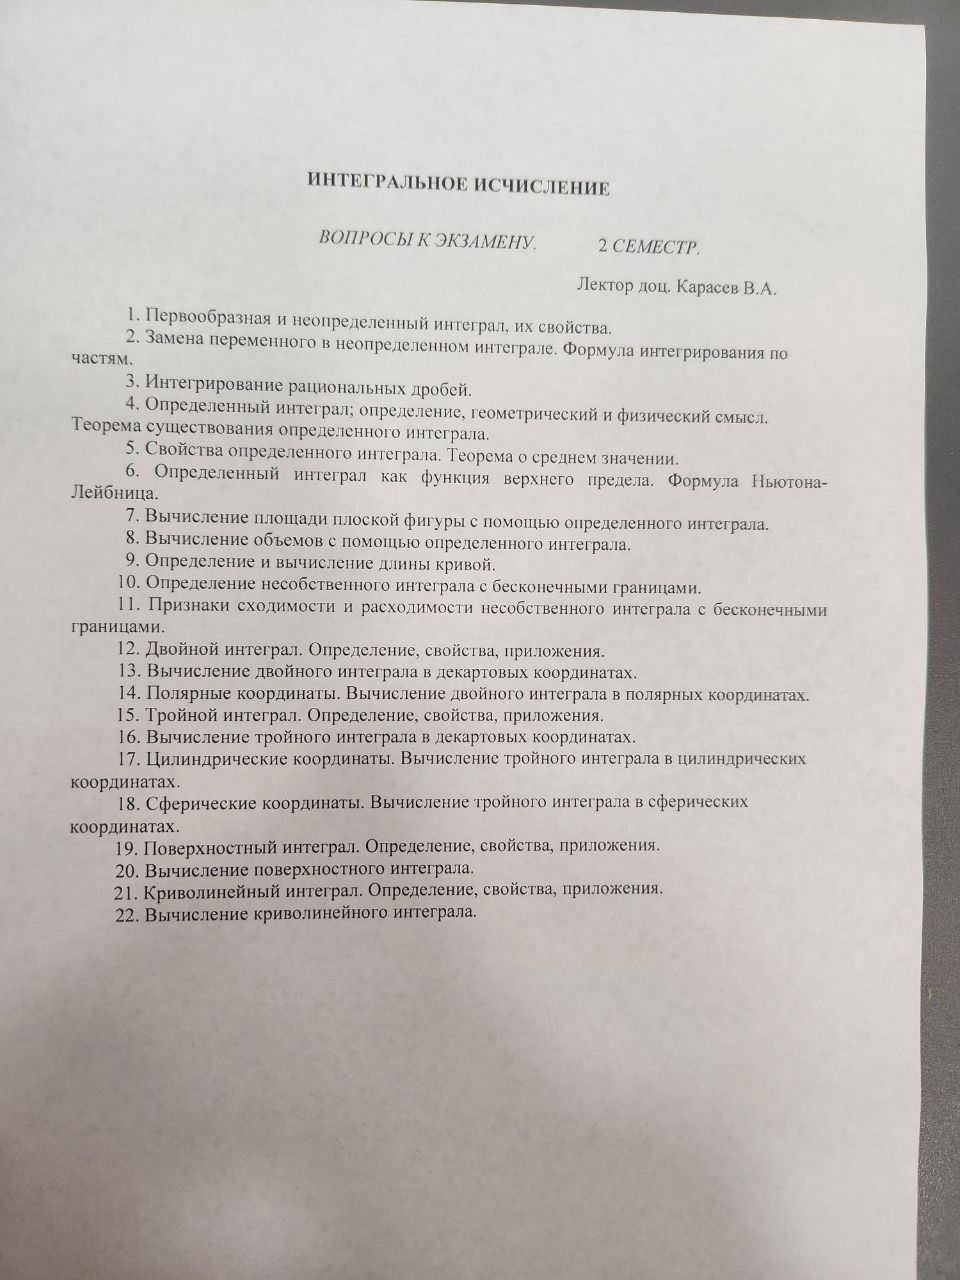 ИНТЕГРАЛЬНОЕ ИСЧИСЛЕНИЕ
ВОПРОСЫ К ЭКЗАМЕНУ. 2 СЕМЕСТР.
Лектор доц. Карасев В.А.
1. Первообразная и неопределенный интеграл, их свойства.
2. Замена переменного в неопределенном интеграле. Формула интегрирования по
частям.
3. Интегрирование рациональных дробей.
4. Определенный интеграл; определение, геометрический и физический смысл.
Теорема существования определенного интеграла.
5. Свойства определенного интеграла. Теорема о среднем значении.
6. Определенный интеграл как функция верхнего предела. Формула Ньютона-
Лейбница.
7. Вычисление площади плоской фигуры с помощью определенного интеграла.
8. Вычисление объемов с помощью определенного интеграла.
9. Определение и вычисление длины кривой.
10. Определение несобственного интеграла с бесконечными границами.
11. Признаки сходимости и расходимости несобственного интеграла с бесконечными
границами.
12. Двойной интеграл. Определение, свойства, приложения.
13. Вычисление двойного интеграла в декартовых координатах.
14. Полярные координаты. Вычисление двойного интеграла в полярных координатах.
15. Тройной интеграл. Определение, свойства, приложения.
16. Вычисление тройного интеграла в декартовых координатах.
17. Цилиндрические координаты. Вычисление тройного интеграла в цилиндрических
координатах.
18. Сферические координаты. Вычисление тройного интеграла в сферических
координатах.
19. Поверхностный интеграл. Определение, свойства, приложения.
20. Вычисление поверхностного интеграла.
21. Криволинейный интеграл. Определение, свойства, приложения.
22. Вычисление криволинейного интеграла.